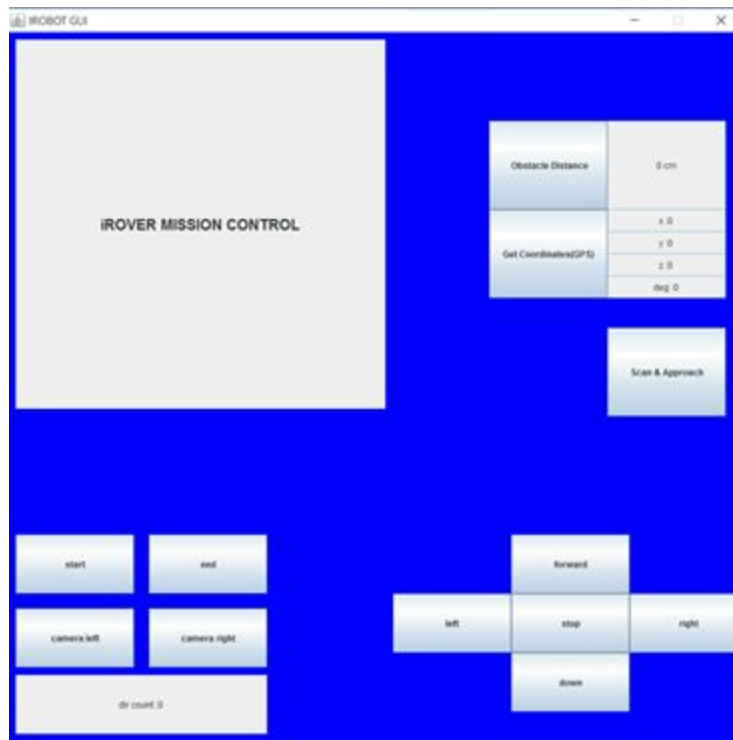 IROBOT GUI
iROVER MISSION CONTROL
Obstacle Distance
0 cm
Get Coordinates(GPS)
x :0
y :0
z :0
deg :0
Scan & Approach
start
end
forward
left
stop
right
camera left
camera right
down
dir count :0